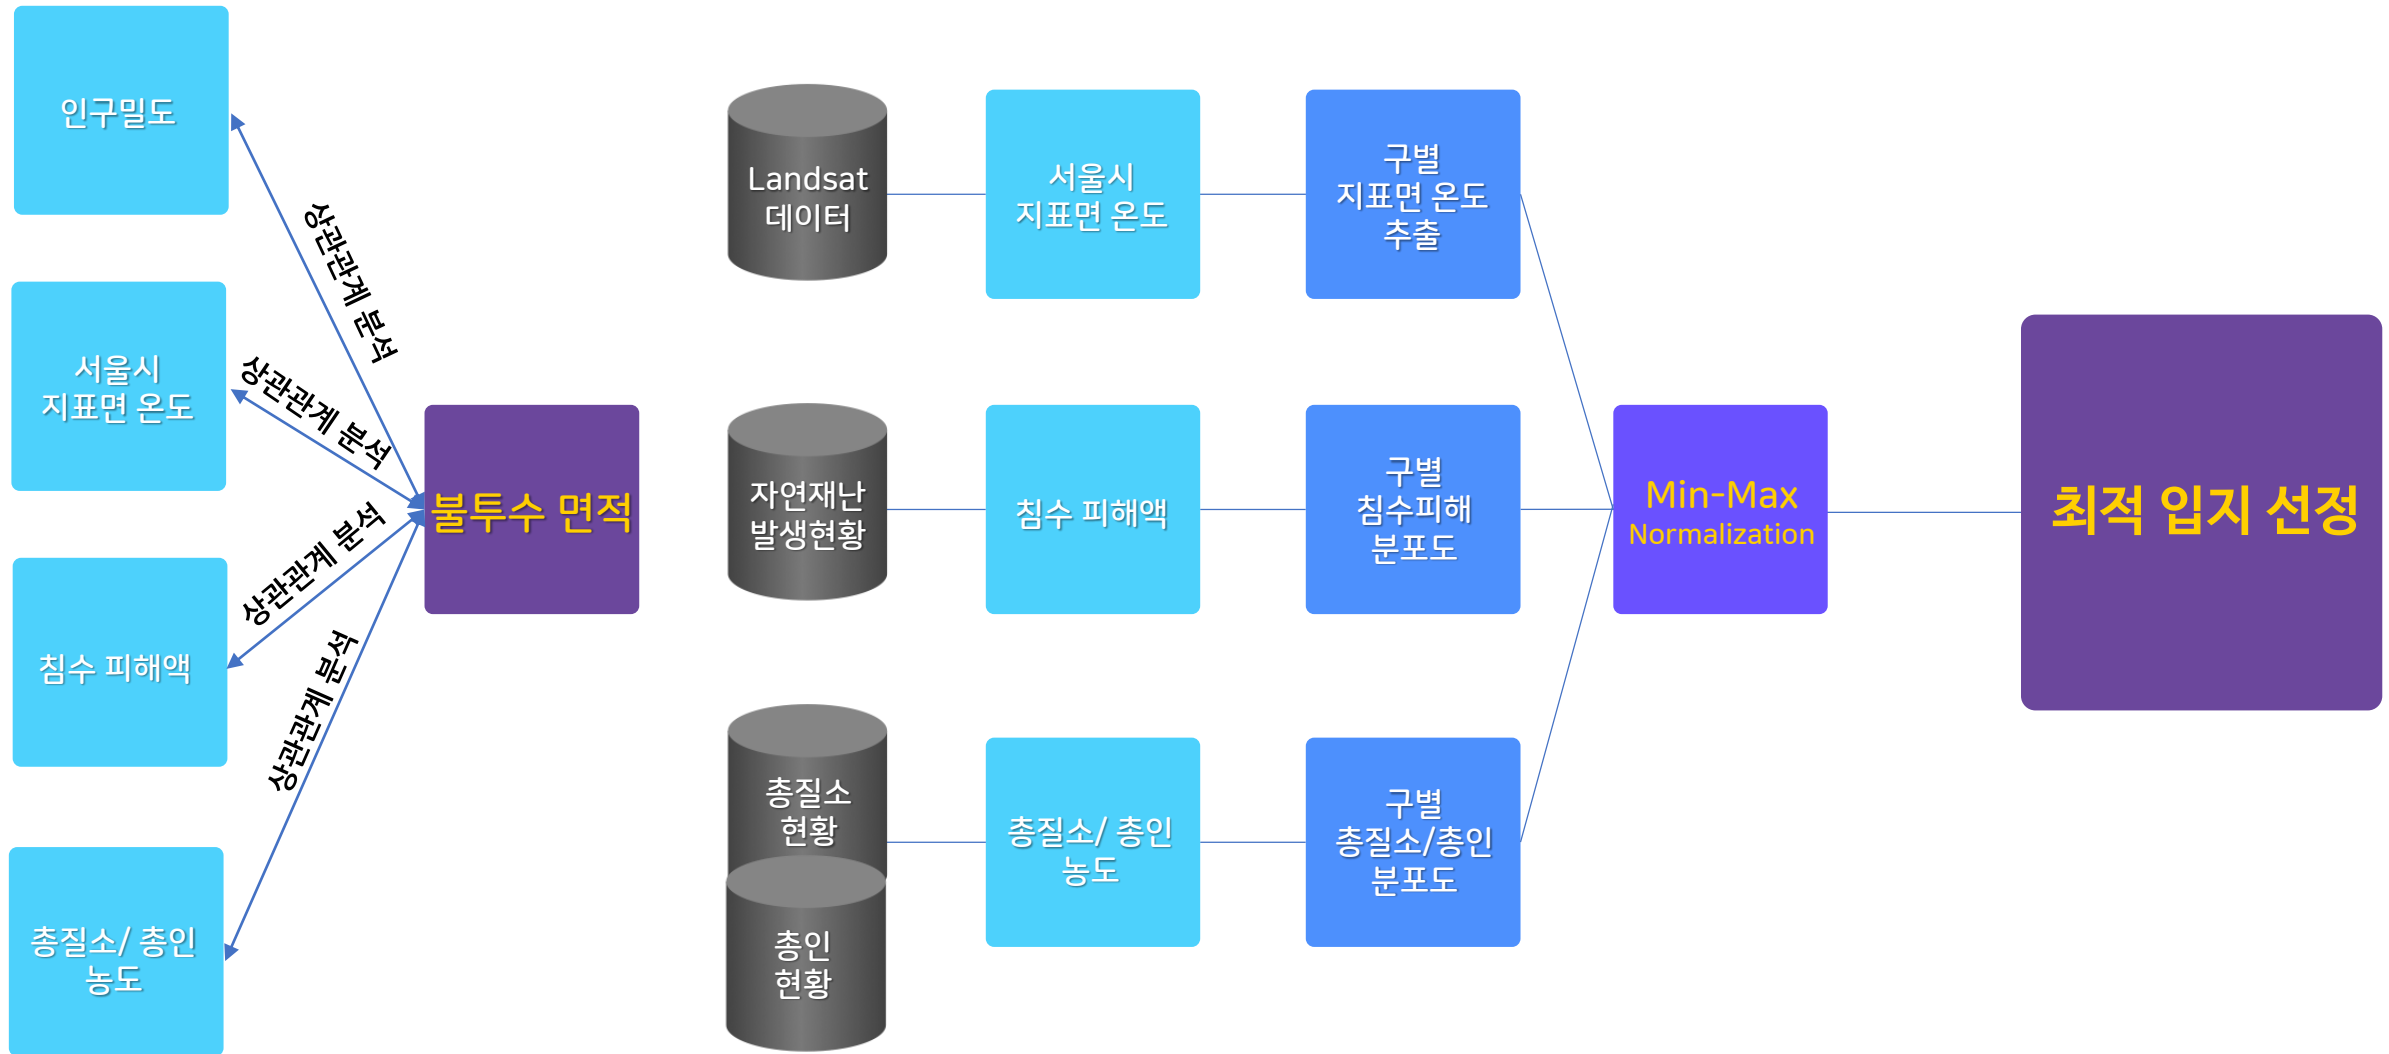 인구밀도
서울시
지표면 온도
침수 피해액
총질소/ 총인
농도
상관관계 분석
상관관계 분석
상관관계 분석
상관관계 분석
불투수 면적
Landsat
데이터
서울시
지표면 온도
구별
지표면 온도
추출
자연재난
발생현황
침수 피해액
구별
침수피해
분포도
총질소
현황
총인
현황
총질소/ 총인
농도
구별
총질소/총인
분포도
Min-Max
Normalization
최적 입지 선정